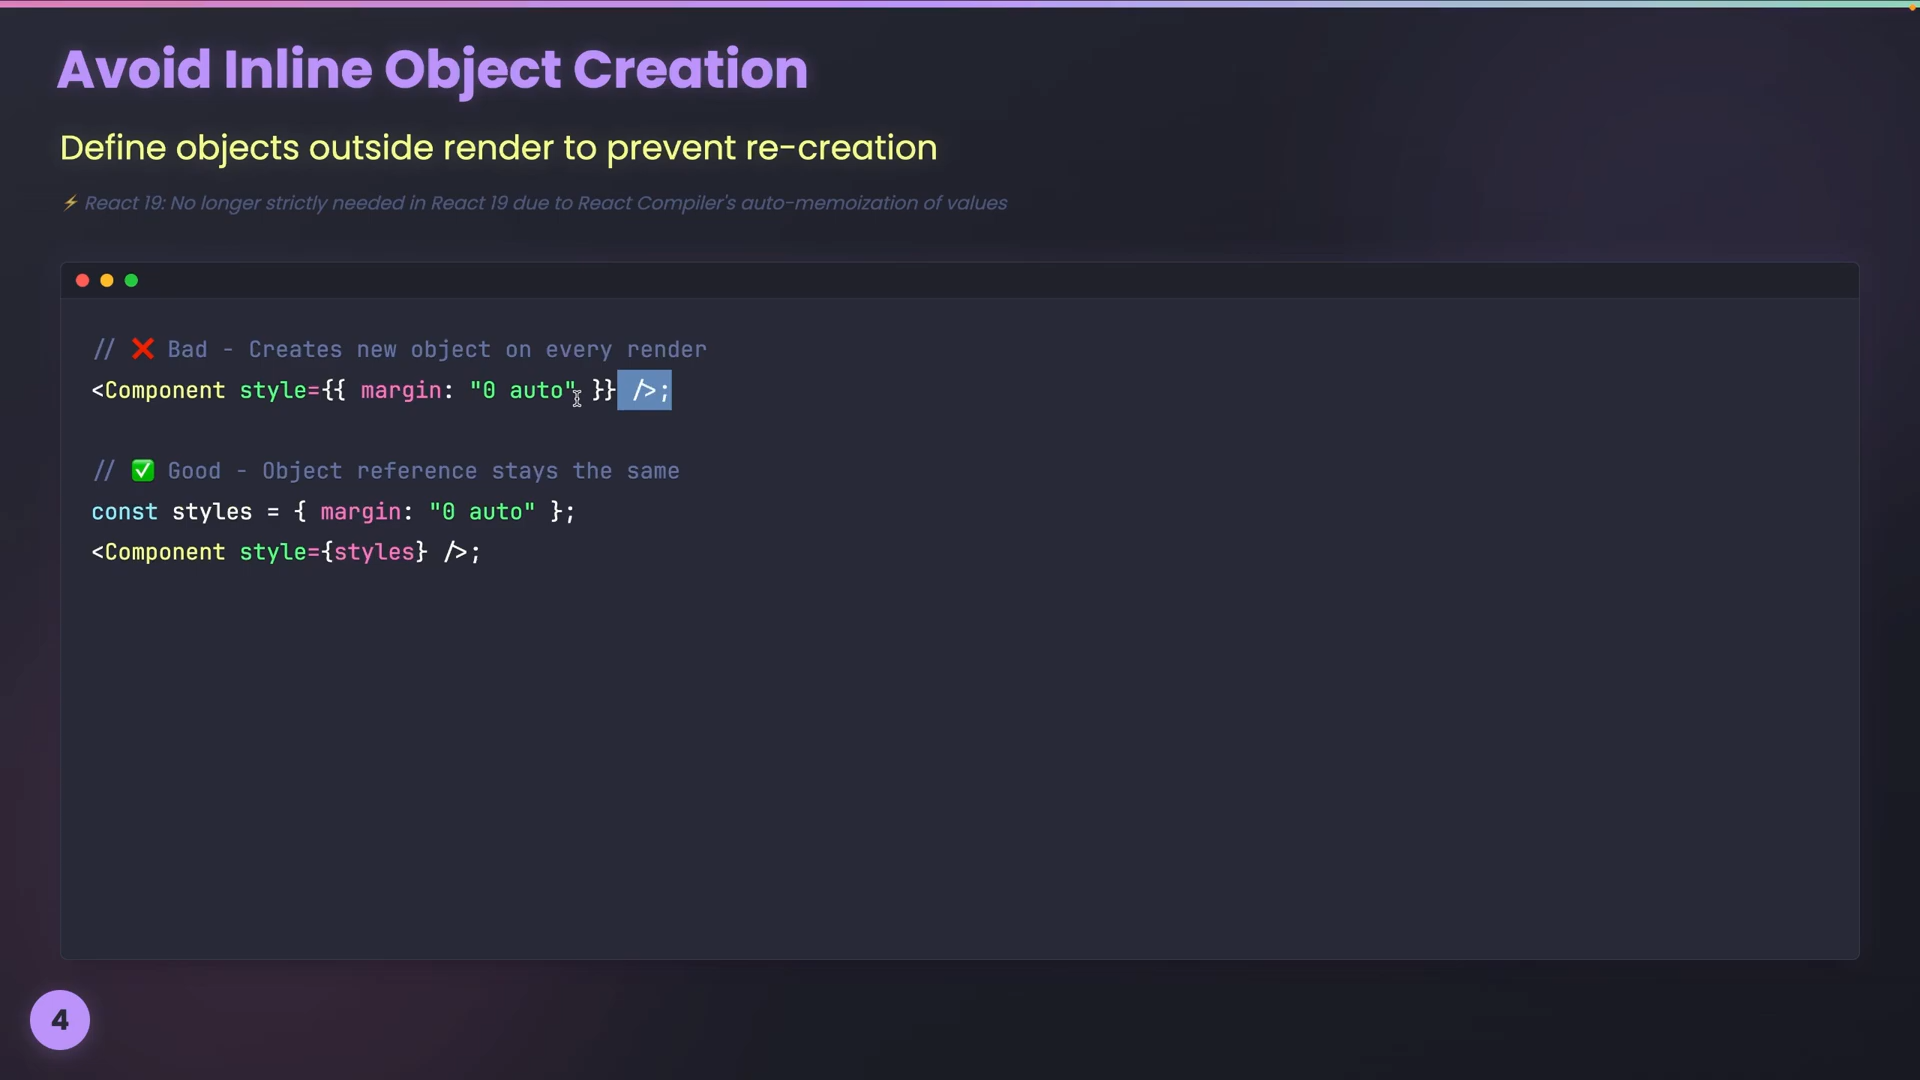 Avoid Inline Object Creation
Define objects outside render to prevent re-creation
⚡ React 19: No longer strictly needed in React 19 due to React Compiler's auto-memoization of values
// ❌ Bad - Creates new object on every render
<Component style={{ margin: "0 auto" }} />;
// ✅ Good - Object reference stays the same
const styles = { margin: "0 auto" };
<Component style={styles} />;
4